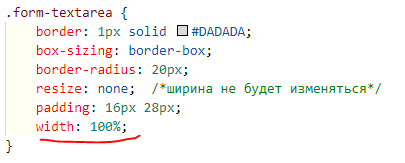 .form-textarea {
border: 1px solid #DADADA;
box-sizing: border-box;
border-radius: 20px;
resize: none; /*ширина не будет изменяться*/
padding: 16px 28px;
width: 100%;
}